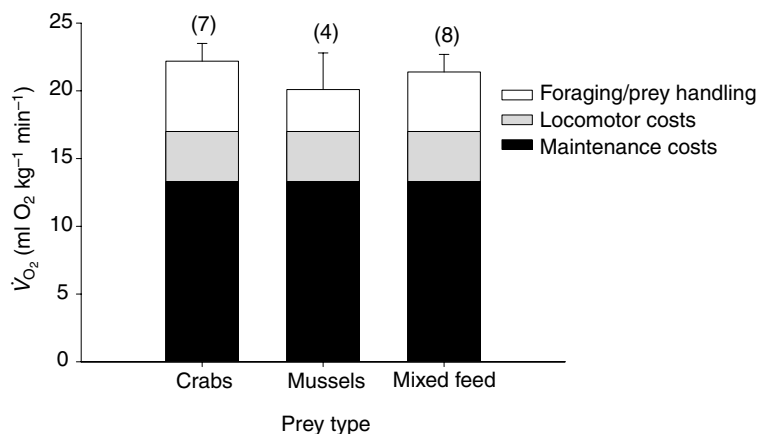 25
(7)
(4)
(8)
20
15
10
5
0
V̇O₂ (ml O₂ kg⁻¹ min⁻¹)
Foraging/prey handling
Locomotor costs
Maintenance costs
Crabs
Mussels
Mixed feed
Prey type